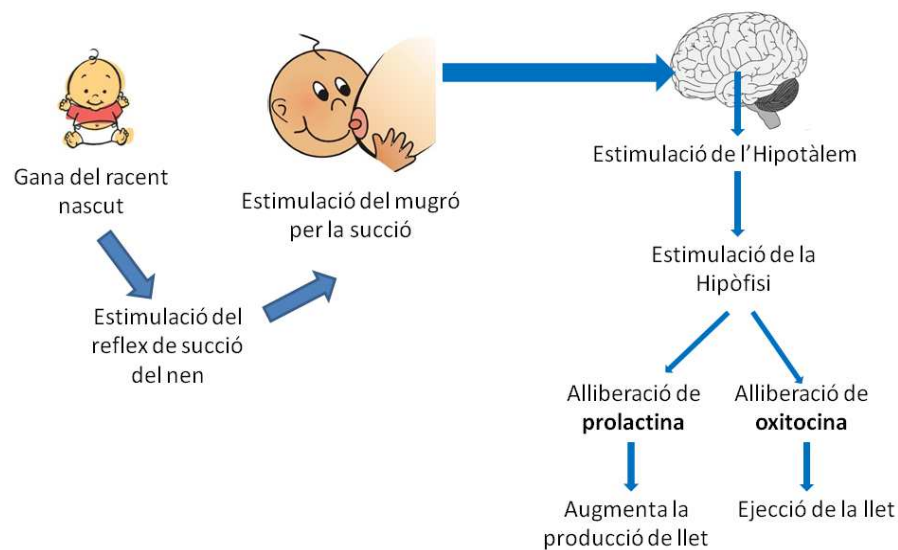 Gana del racent
nascut
Estimulació del
reflex de succió
del nen
Estimulació del mugró
per la succió
Estimulació de l'Hipotàlem
Estimulació de la
Hipòfisi
Alliberació de
prolactina
Augmenta la
producció de llet
Alliberació de
oxitocina
Ejecció de la llet